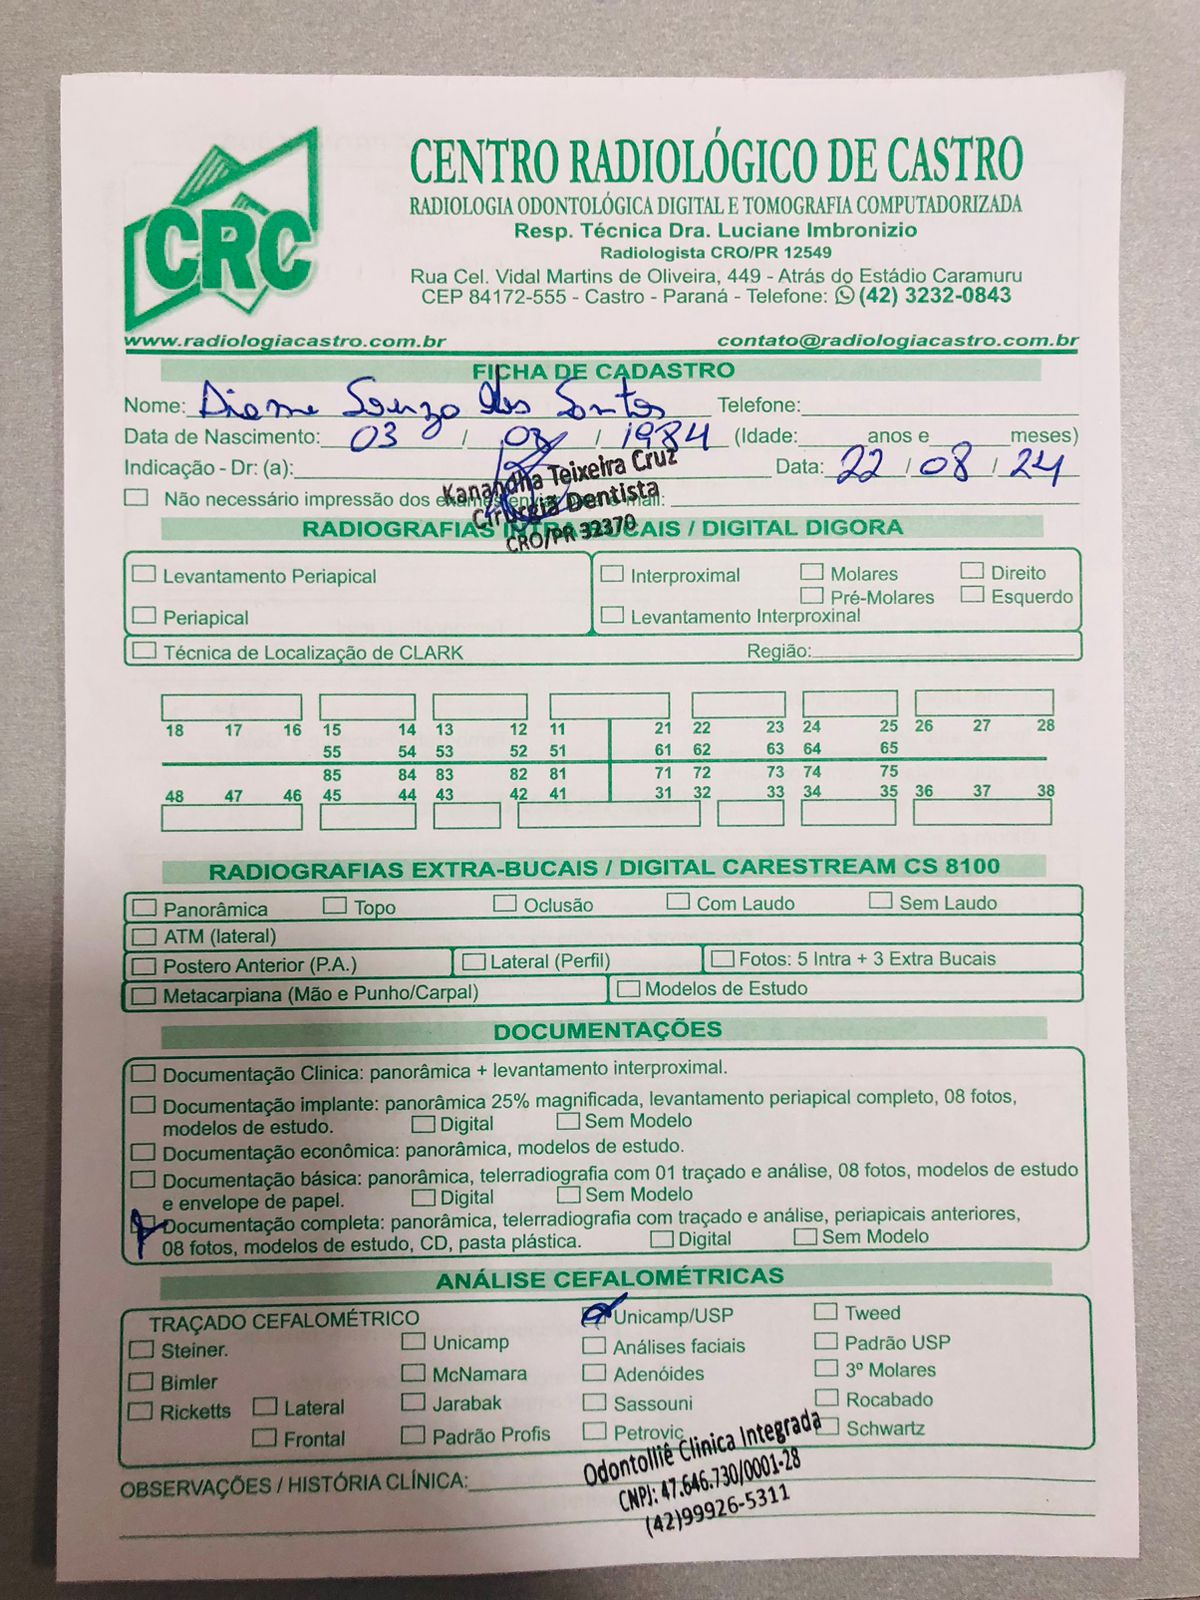 CRC
CENTRO RADIOLÓGICO DE CASTRO
RADIOLOGIA ODONTOLÓGICA DIGITAL E TOMOGRAFIA COMPUTADORIZADA
Resp. Técnica Dra. Luciane Imbronizio
Radiologista CRO/PR 12549
Rua Cel. Vidal Martins de Oliveira, 449 - Atrás do Estádio Caramuru
CEP 84172-555 - Castro - Paraná - Telefone: (42) 3232-0843
www.radiologiacastro.com.br contato@radiologiacastro.com.br
FICHA DE CADASTRO
Nome: Diane Souza dos Santos Telefone:
Data de Nascimento: 03 / 03 / 1984 (Idade: anos e meses)
Indicação - Dr: (a): Data: 22 / 08 / 24
Kanandha Teixeira Cruz
Cirurgiã Dentista
CRO/PR 32370
Não necessário impressão dos exames mail:
RADIOGRAFIAS INTRA-BUCAIS / DIGITAL DIGORA
Levantamento Periapical Interproximal Molares Direito
Pré-Molares Esquerdo
Periapical Levantamento Interproxinal
Técnica de Localização de CLARK Região:
18 17 16 15 14 13 12 11 21 22 23 24 25 26 27 28
55 54 53 52 51 61 62 63 64 65
85 84 83 82 81 71 72 73 74 75
48 47 46 45 44 43 42 41 31 32 33 34 35 36 37 38
RADIOGRAFIAS EXTRA-BUCAIS / DIGITAL CARESTREAM CS 8100
Panorâmica Topo Oclusão Com Laudo Sem Laudo
ATM (lateral)
Postero Anterior (P.A.) Lateral (Perfil) Fotos: 5 Intra + 3 Extra Bucais
Metacarpiana (Mão e Punho/Carpal) Modelos de Estudo
DOCUMENTAÇÕES
Documentação Clinica: panorâmica + levantamento interproximal.
Documentação implante: panorâmica 25% magnificada, levantamento periapical completo, 08 fotos,
modelos de estudo. Digital Sem Modelo
Documentação econômica: panorâmica, modelos de estudo.
Documentação básica: panorâmica, telerradiografia com 01 traçado e análise, 08 fotos, modelos de estudo
e envelope de papel. Digital Sem Modelo
Documentação completa: panorâmica, telerradiografia com traçado e análise, periapicais anteriores,
08 fotos, modelos de estudo, CD, pasta plástica. Digital Sem Modelo
ANÁLISE CEFALOMÉTRICAS
TRAÇADO CEFALOMÉTRICO Unicamp/USP Tweed
Steiner. Unicamp Análises faciais Padrão USP
Bimler McNamara Adenóides 3º Molares
Ricketts Lateral Jarabak Sassouni Rocabado
Frontal Padrão Profis Petrovic Schwartz
OBSERVAÇÕES / HISTÓRIA CLÍNICA:
Odontolliê Clinica Integrada
CNPJ: 47.646.730/0001-28
(42)99926-5311